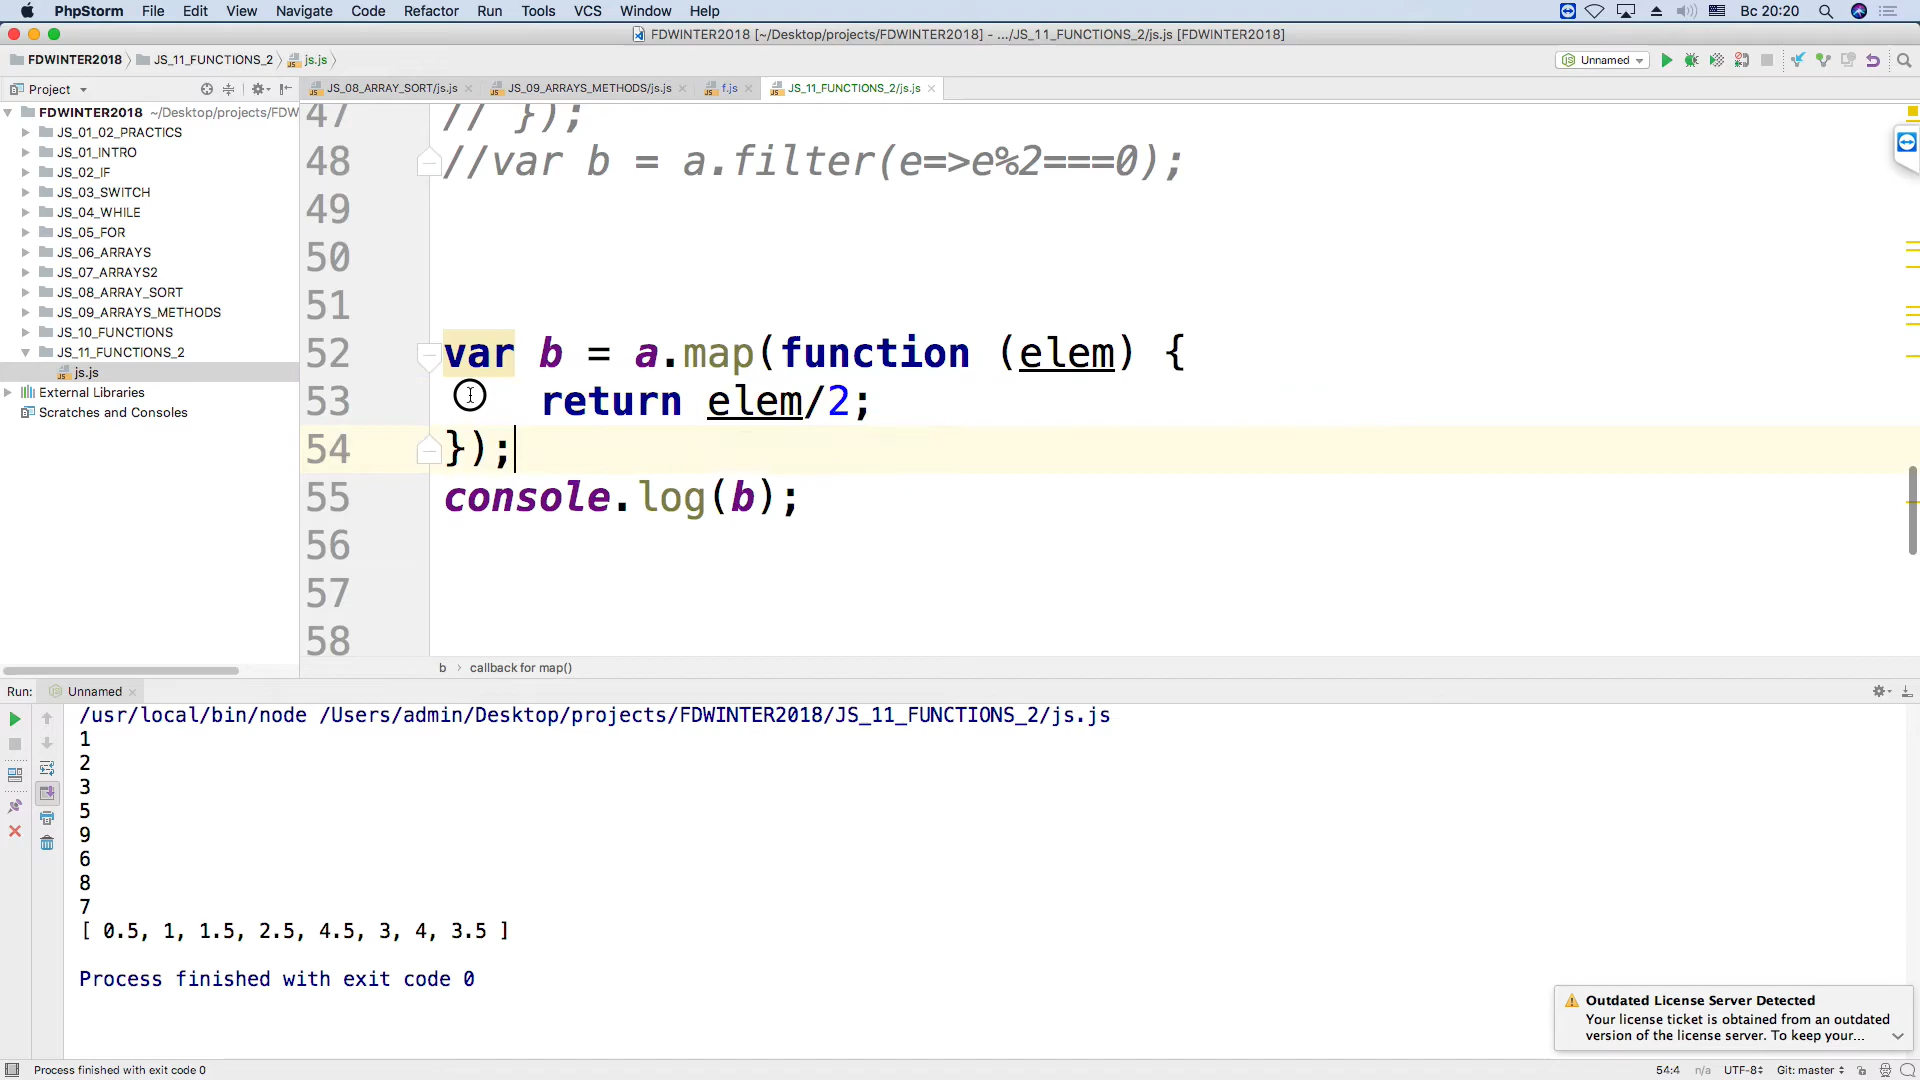 PhpStorm File Edit View Navigate Code Refactor Run Tools VCS Window Help Вс 20:20
FDWINTER2018 [~/Desktop/projects/FDWINTER2018] - .../JS_11_FUNCTIONS_2/js.js [FDWINTER2018]
FDWINTER2018 JS_11_FUNCTIONS_2 js.js Unnamed
Project JS_08_ARRAY_SORT/js.js JS_09_ARRAYS_METHODS/js.js f.js JS_11_FUNCTIONS_2/js.js
FDWINTER2018 ~/Desktop/projects/FDW
JS_01_02_PRACTICS
JS_01_INTRO
JS_02_IF
JS_03_SWITCH
JS_04_WHILE
JS_05_FOR
JS_06_ARRAYS
JS_07_ARRAYS2
JS_08_ARRAY_SORT
JS_09_ARRAYS_METHODS
JS_10_FUNCTIONS
JS_11_FUNCTIONS_2
js.js
External Libraries
Scratches and Consoles
47 // });
48 //var b = a.filter(e=>e%2===0);
49
50
51
52 var b = a.map(function (elem) {
53 return elem/2;
54 });
55 console.log(b);
56
57
58
b › callback for map()
Run: Unnamed
/usr/local/bin/node /Users/admin/Desktop/projects/FDWINTER2018/JS_11_FUNCTIONS_2/js.js
1
2
3
5
9
6
8
7
[ 0.5, 1, 1.5, 2.5, 4.5, 3, 4, 3.5 ]
Process finished with exit code 0
Outdated License Server Detected
Your license ticket is obtained from an outdated
version of the license server. To keep your...
Process finished with exit code 0 54:4 n/a UTF-8 Git: master